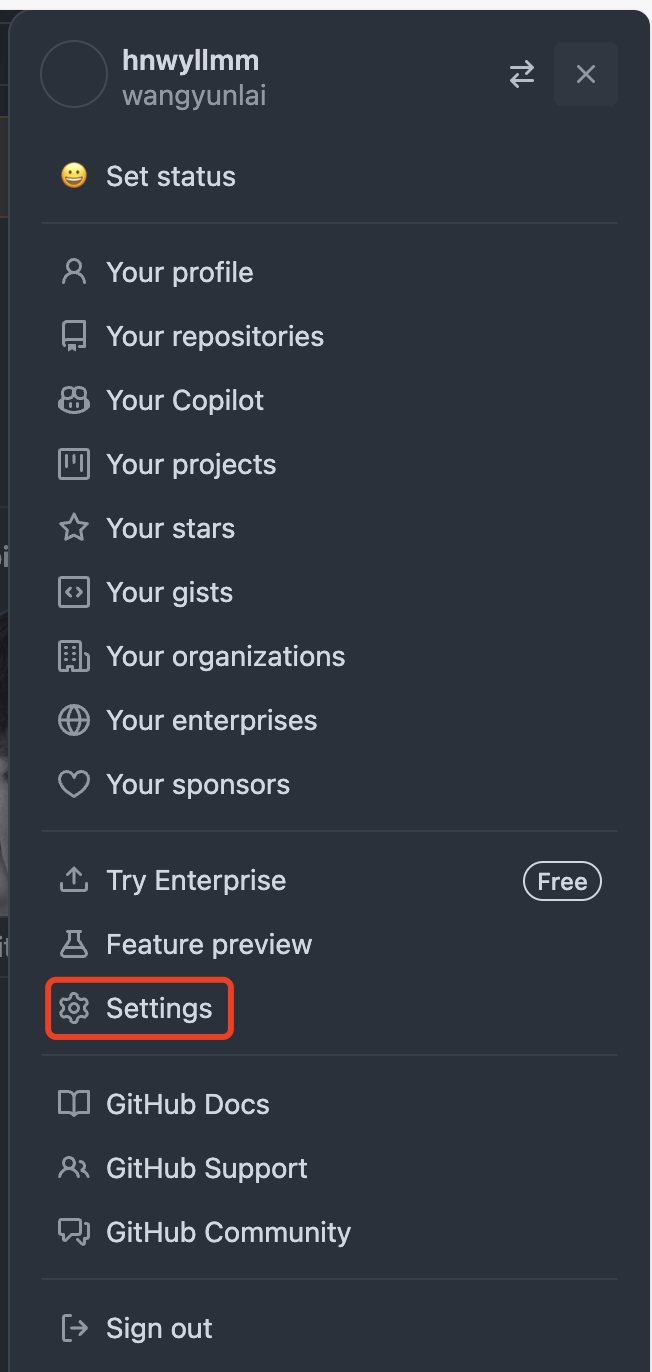 hnwyllmm
wangyunlai
Set status
Your profile
Your repositories
Your Copilot
Your projects
Your stars
Your gists
Your organizations
Your enterprises
Your sponsors
Try Enterprise Free
Feature preview
Settings
GitHub Docs
GitHub Support
GitHub Community
Sign out